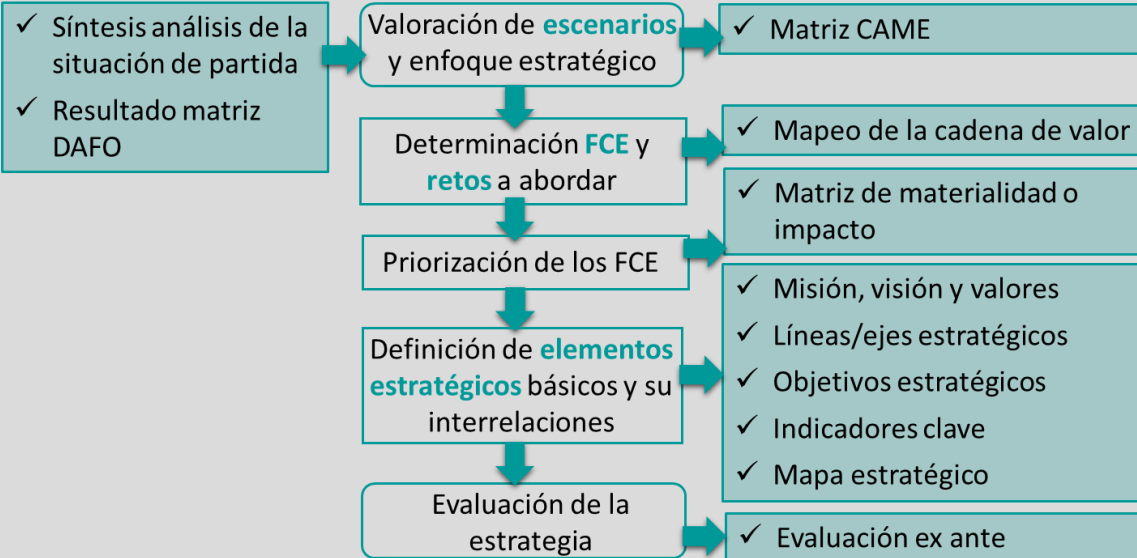 ✓ Síntesis análisis de la
situación de partida
✓ Resultado matriz
DAFO
Valoración de escenarios
y enfoque estratégico
✓ Matriz CAME
Determinación FCE y
retos a abordar
✓ Mapeo de la cadena de valor
Priorización de los FCE
✓ Matriz de materialidad o
impacto
Definición de elementos
estratégicos básicos y su
interrelaciones
✓ Misión, visión y valores
✓ Líneas/ejes estratégicos
✓ Objetivos estratégicos
✓ Indicadores clave
✓ Mapa estratégico
Evaluación de la
estrategia
✓ Evaluación ex ante